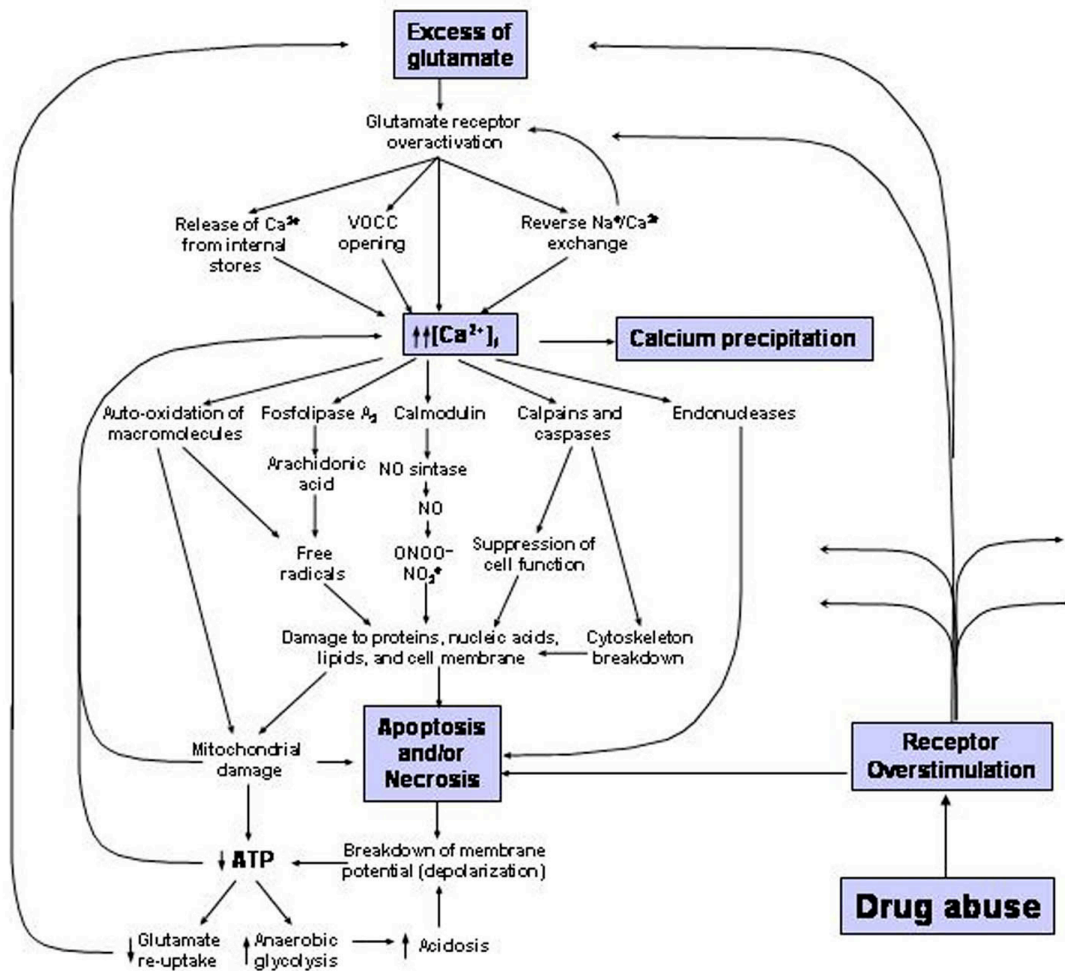 Excess of
glutamate
Glutamate receptor
overactivation
Release of Ca²⁺
from internal
stores
VOCC
opening
Reverse Na⁺/Ca²⁺
exchange
↑↑[Ca²⁺]ᵢ
Calcium precipitation
Auto-oxidation of
macromolecules
Fosfolipase A₂
Calmodulin
Calpains and
caspases
Endonucleases
Arachidonic
acid
NO sintase
NO
Free
radicals
ONOO–
NO₂•
Suppression of
cell function
Damage to proteins, nucleic acids,
lipids, and cell membrane
Cytoskeleton
breakdown
Mitochondrial
damage
Apoptosis
and/or
Necrosis
Receptor
Overstimulation
↓ ATP
Breakdown of membrane
potential (depolarization)
Drug abuse
↓ Glutamate
re-uptake
↑ Anaerobic
glycolysis
↑ Acidosis